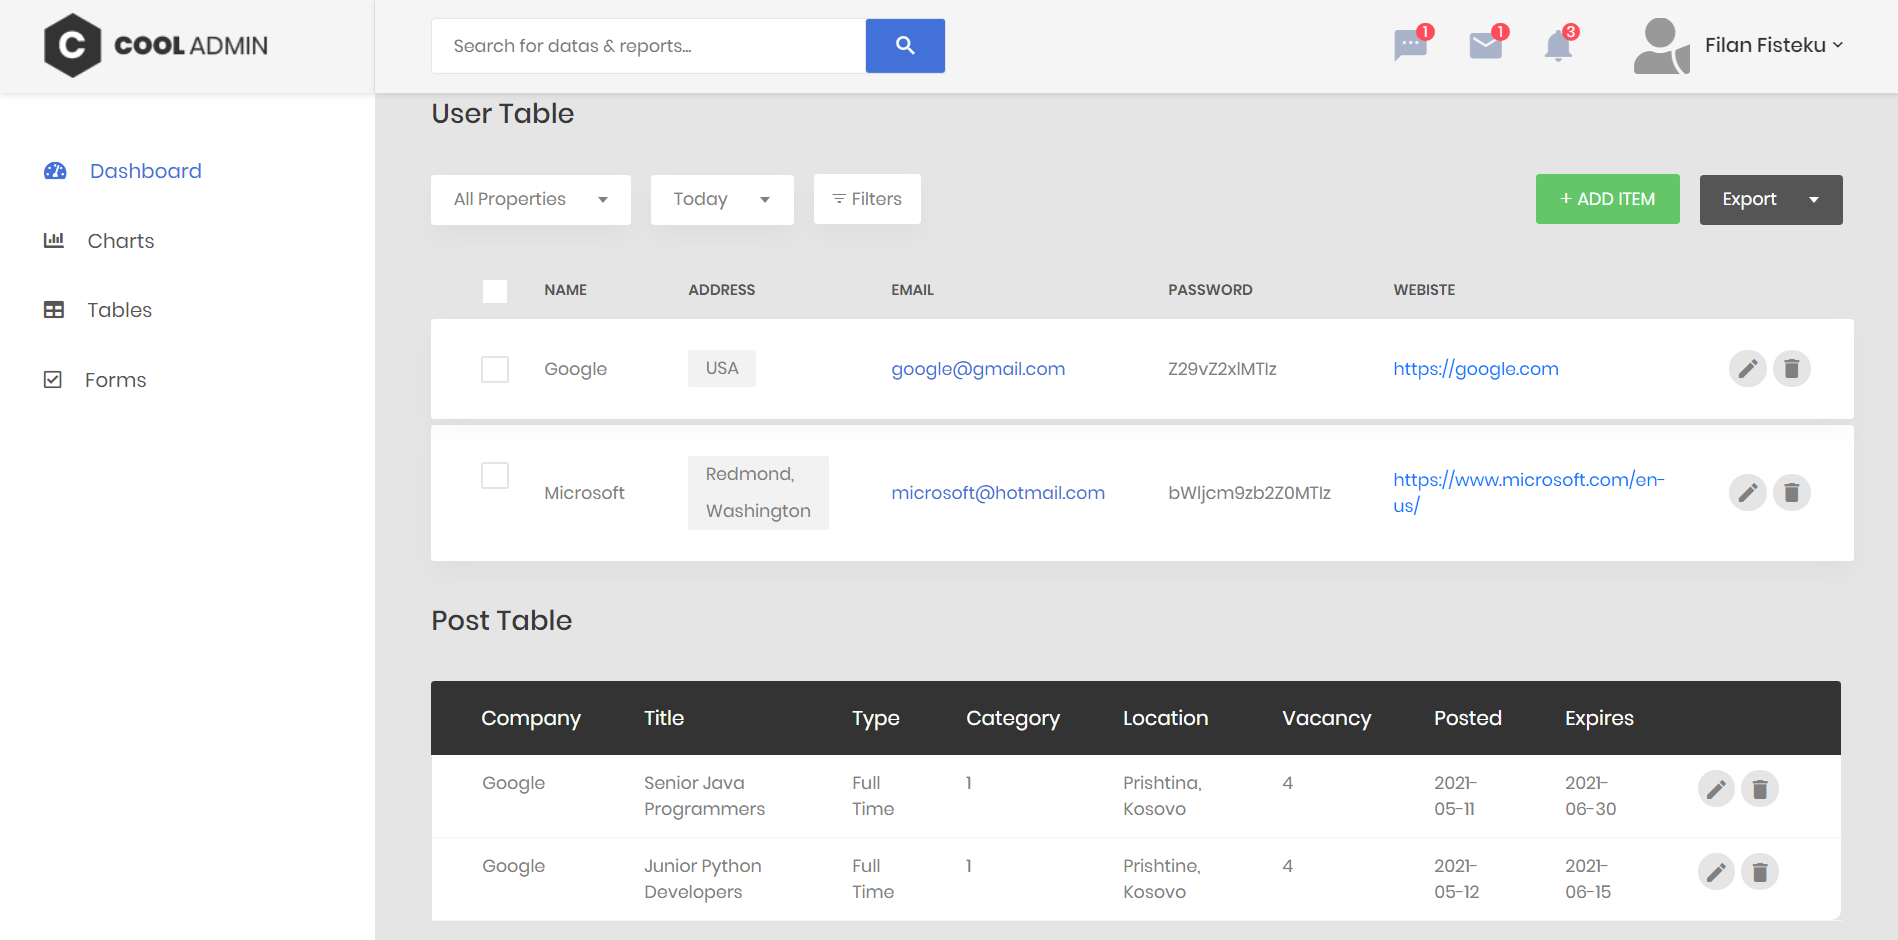 C COOL ADMIN
Search for datas & reports...
1
1
3
Filan Fisteku
Dashboard
Charts
Tables
Forms
User Table
All Properties
Today
Filters
+ ADD ITEM
Export
NAME ADDRESS EMAIL PASSWORD WEBISTE
Google USA google@gmail.com Z29vZ2xlMTIz https://google.com
Redmond,
Washington
Microsoft microsoft@hotmail.com bWljcm9zb2Z0MTIz
https://www.microsoft.com/en-
us/
Post Table
Company Title Type Category Location Vacancy Posted Expires
Google Senior Java Full 1 Prishtina, 4 2021- 2021-
Programmers Time Kosovo 05-11 06-30
Google Junior Python Full 1 Prishtine, 4 2021- 2021-
Developers Time Kosovo 05-12 06-15